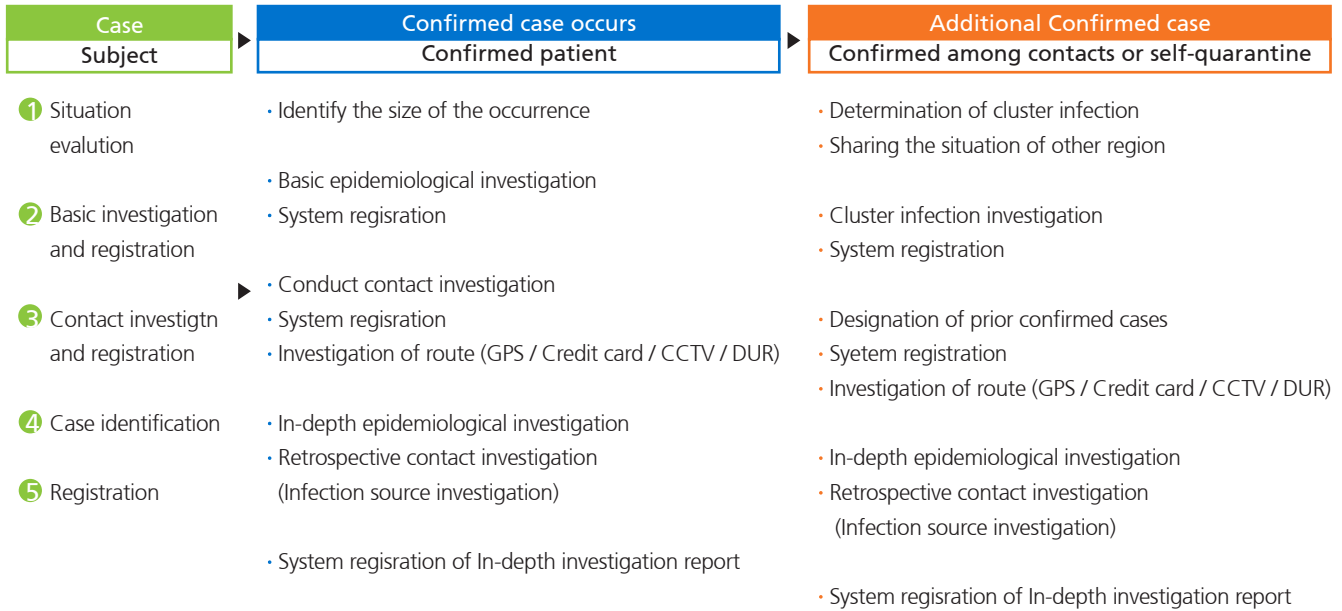 Case
Subject
Confirmed case occurs
Confirmed patient
Additional Confirmed case
Confirmed among contacts or self-quarantine
1 Situation
evalution
2 Basic investigation
and registration
3 Contact investigtn
and registration
4 Case identification
5 Registration
· Identify the size of the occurrence
· Basic epidemiological investigation
· System regisration
· Conduct contact investigation
· System regisration
· Investigation of route (GPS / Credit card / CCTV / DUR)
· In-depth epidemiological investigation
· Retrospective contact investigation
(Infection source investigation)
· System regisration of In-depth investigation report
· Determination of cluster infection
· Sharing the situation of other region
· Cluster infection investigation
· System registration
· Designation of prior confirmed cases
· Syetem registration
· Investigation of route (GPS / Credit card / CCTV / DUR)
· In-depth epidemiological investigation
· Retrospective contact investigation
(Infection source investigation)
· System regisration of In-depth investigation report